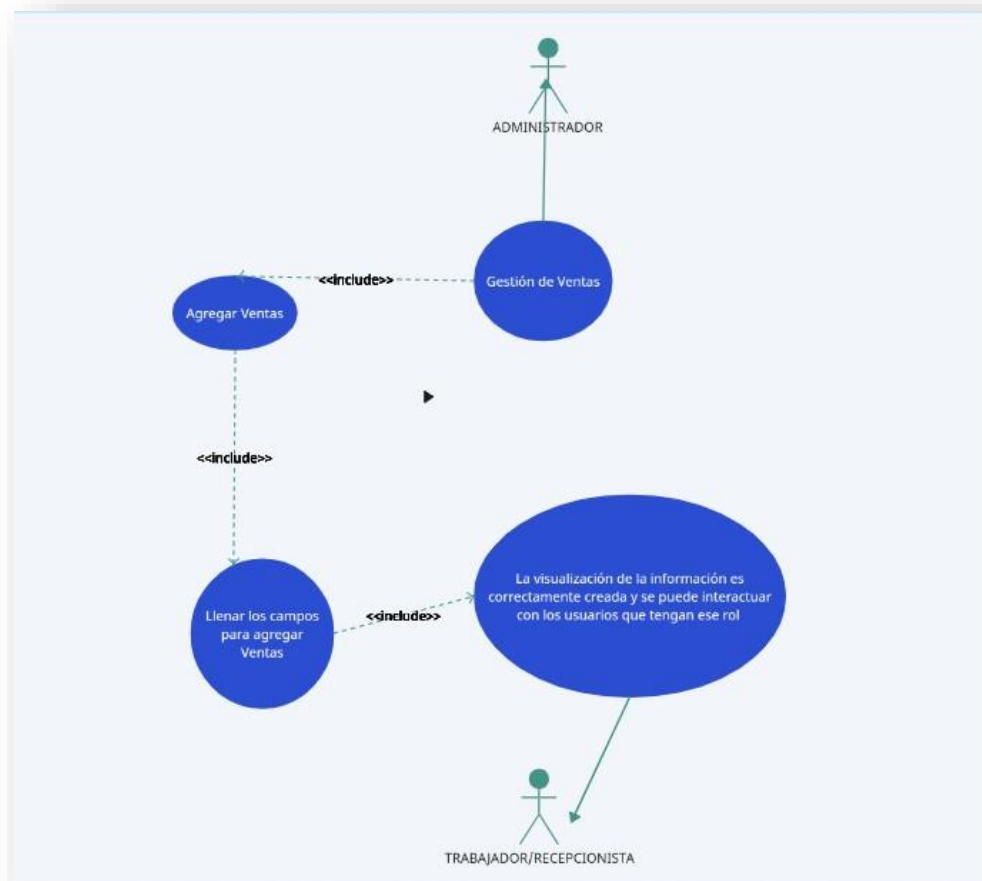 ADMINISTRADOR
Gestión de Ventas
<<include>>
Agregar Ventas
<<include>>
Llenar los campos
para agregar
Ventas
<<include>>
La visualización de la información es
correctamente creada y se puede interactuar
con los usuarios que tengan ese rol
TRABAJADOR/RECEPCIONISTA